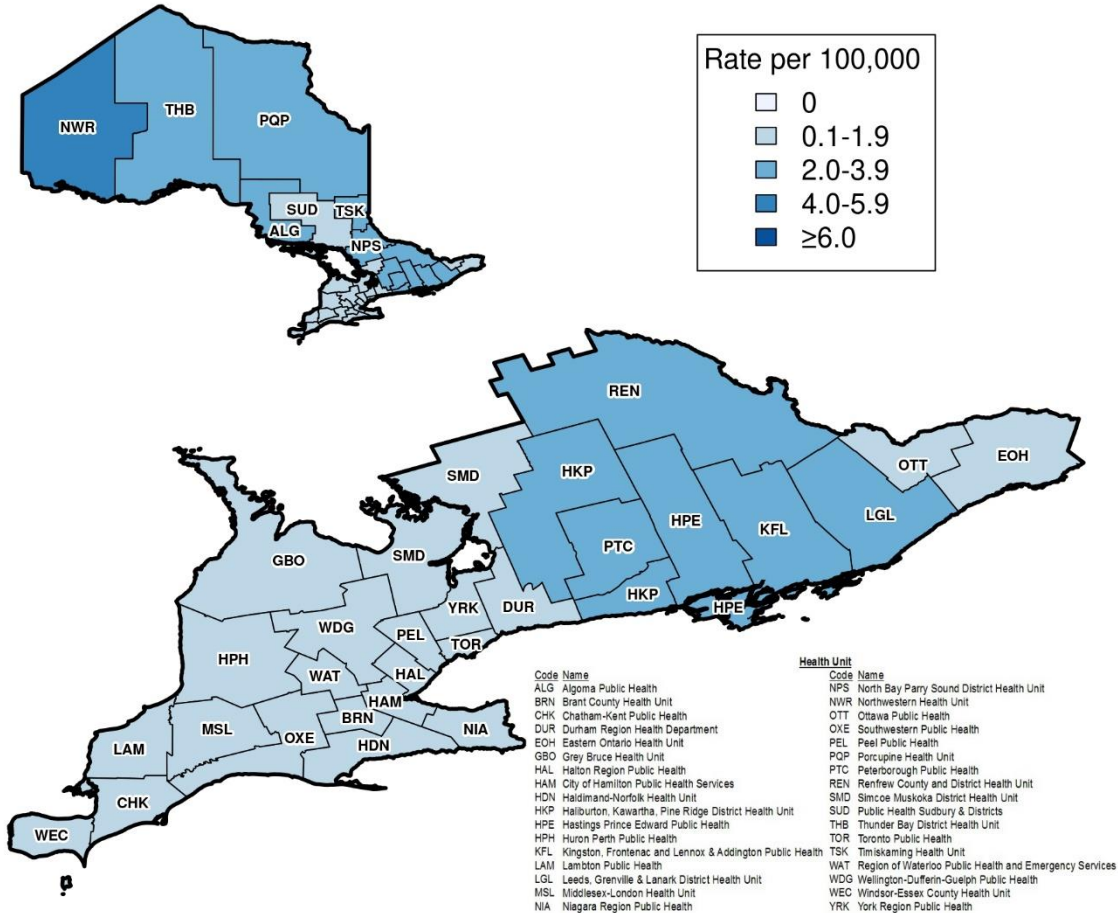 Rate per 100,000
0
0.1-1.9
2.0-3.9
4.0-5.9
≥6.0
NWR
THB
PQP
SUD
TSK
ALG
NPS
REN
SMD
HKP
OTT
EOH
LGL
HPE
KFL
PTC
SMD
GBO
HKP
HPE
YRK
DUR
WDG
PEL
TOR
HPH
WAT
HAL
HAM
BRN
MSL
OXE
HDN
NIA
LAM
CHK
WEC
Health Unit
Code Name
ALG Algoma Public Health
BRN Brant County Health Unit
CHK Chatham-Kent Public Health
DUR Durham Region Health Department
EOH Eastern Ontario Health Unit
GBO Grey Bruce Health Unit
HAL Halton Region Public Health
HAM City of Hamilton Public Health Services
HDN Haldimand-Norfolk Health Unit
HKP Haliburton, Kawartha, Pine Ridge District Health Unit
HPE Hastings Prince Edward Public Health
HPH Huron Perth Public Health
KFL Kingston, Frontenac and Lennox & Addington Public Health
LAM Lambton Public Health
LGL Leeds, Grenville & Lanark District Health Unit
MSL Middlesex-London Health Unit
NIA Niagara Region Public Health
Code Name
NPS North Bay Parry Sound District Health Unit
NWR Northwestern Health Unit
OTT Ottawa Public Health
OXE Southwestern Public Health
PEL Peel Public Health
PQP Porcupine Health Unit
PTC Peterborough Public Health
REN Renfrew County and District Health Unit
SMD Simcoe Muskoka District Health Unit
SUD Public Health Sudbury & Districts
THB Thunder Bay District Health Unit
TOR Toronto Public Health
TSK Timiskaming Health Unit
WAT Region of Waterloo Public Health and Emergency Services
WDG Wellington-Dufferin-Guelph Public Health
WEC Windsor-Essex County Health Unit
YRK York Region Public Health